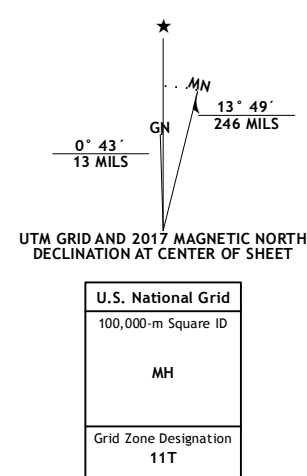 ★
MN
GN
13° 49´
246 MILS
0° 43´
13 MILS
UTM GRID AND 2017 MAGNETIC NORTH
DECLINATION AT CENTER OF SHEET
U.S. National Grid
100,000-m Square ID
MH
Grid Zone Designation
11T